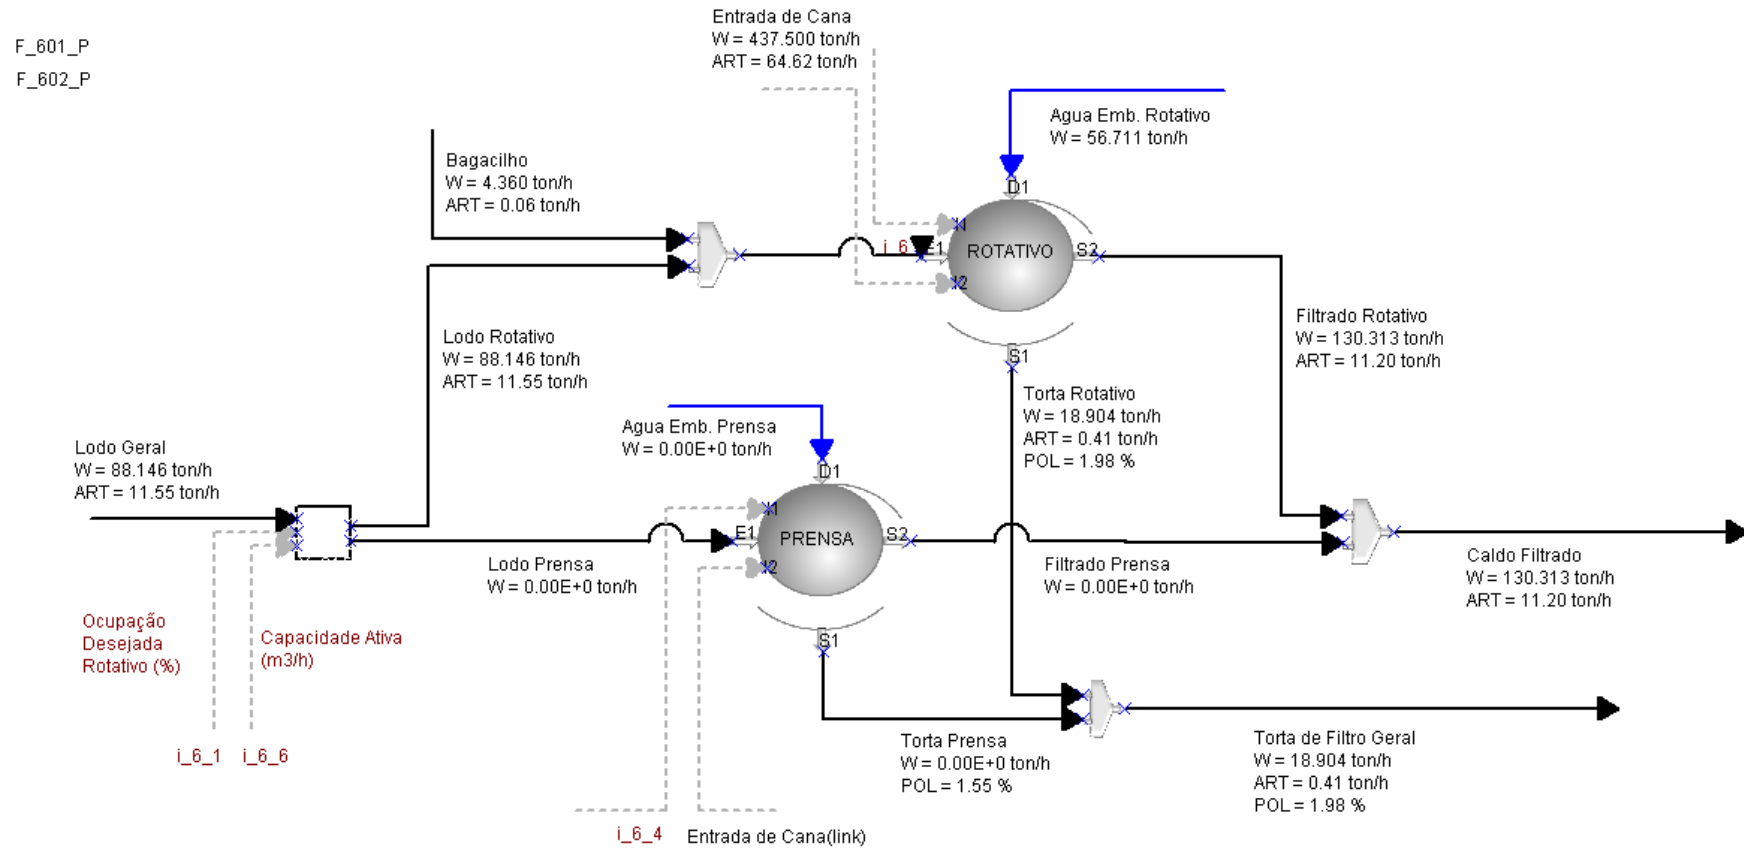 F_601_P
F_602_P
Entrada de Cana
W = 437.500 ton/h
ART = 64.62 ton/h
Agua Emb. Rotativo
W = 56.711 ton/h
Bagacilho
W = 4.360 ton/h
ART = 0.06 ton/h
D1
I1
i_6
E1
ROTATIVO
S2
I2
S1
Lodo Rotativo
W = 88.146 ton/h
ART = 11.55 ton/h
Filtrado Rotativo
W = 130.313 ton/h
ART = 11.20 ton/h
Torta Rotativo
W = 18.904 ton/h
ART = 0.41 ton/h
POL = 1.98 %
Agua Emb. Prensa
W = 0.00E+0 ton/h
Lodo Geral
W = 88.146 ton/h
ART = 11.55 ton/h
D1
I1
E1
PRENSA
S2
I2
S1
Lodo Prensa
W = 0.00E+0 ton/h
Filtrado Prensa
W = 0.00E+0 ton/h
Caldo Filtrado
W = 130.313 ton/h
ART = 11.20 ton/h
Ocupação
Desejada
Rotativo (%)
Capacidade Ativa
(m3/h)
i_6_1
i_6_6
Torta Prensa
W = 0.00E+0 ton/h
POL = 1.55 %
Torta de Filtro Geral
W = 18.904 ton/h
ART = 0.41 ton/h
POL = 1.98 %
i_6_4
Entrada de Cana(link)